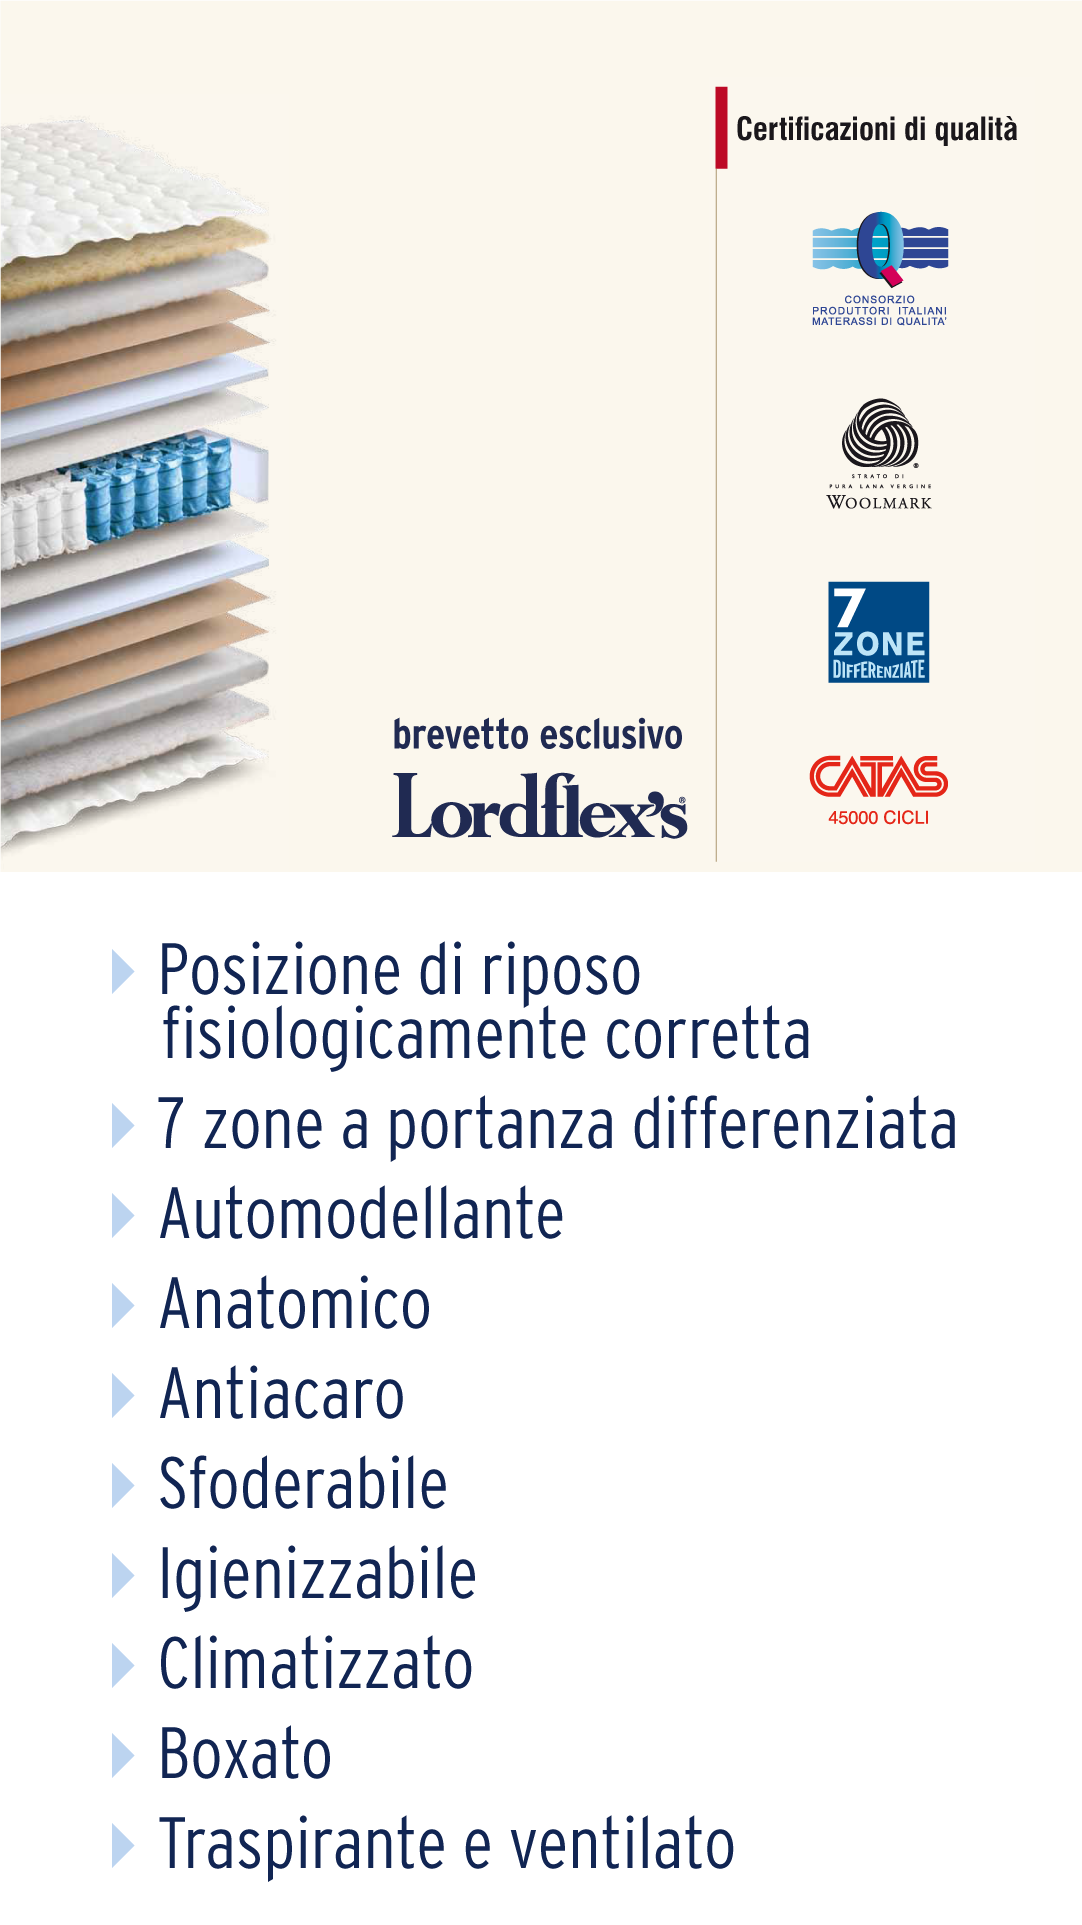 Certificazioni di qualità
CONSORZIO
PRODUTTORI ITALIANI
MATERASSI DI QUALITA'
STRATO DI
PURA LANA VERGINE
WOOLMARK
7
ZONE
DIFFERENZIATE
CATAS
45000 CICLI
brevetto esclusivo
Lordflex's®
Posizione di riposo
fisiologicamente corretta
7 zone a portanza differenziata
Automodellante
Anatomico
Antiacaro
Sfoderabile
Igienizzabile
Climatizzato
Boxato
Traspirante e ventilato